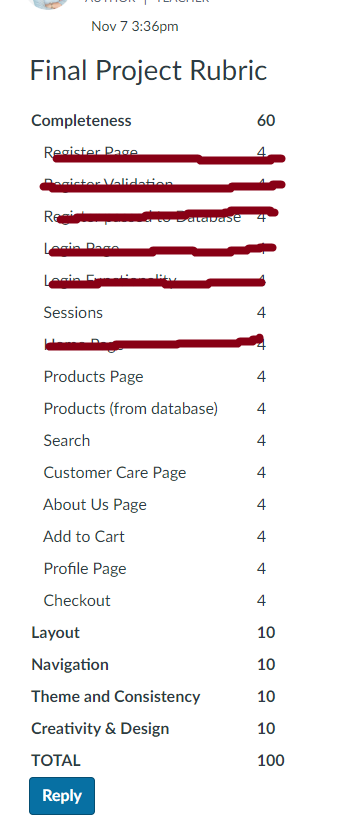 AUTHOR | TEACHER
Nov 7 3:36pm
Final Project Rubric
Completeness 60
Register Page 4
Register Validation 4
Register passed to Database 4
Login Page 4
Login Functionality 4
Sessions 4
Home Page 4
Products Page 4
Products (from database) 4
Search 4
Customer Care Page 4
About Us Page 4
Add to Cart 4
Profile Page 4
Checkout 4
Layout 10
Navigation 10
Theme and Consistency 10
Creativity & Design 10
TOTAL 100
Reply